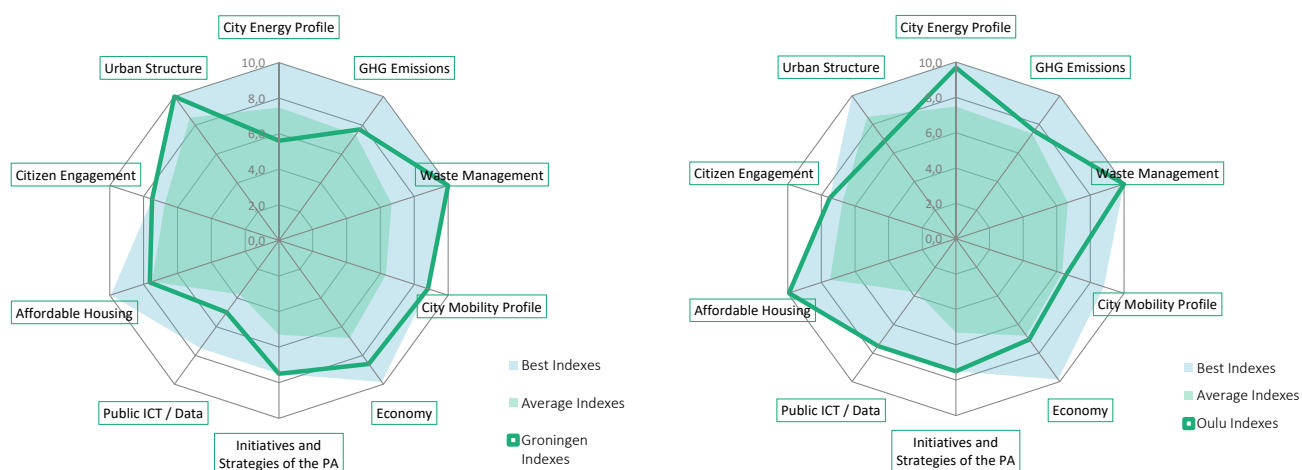 City Energy Profile
GHG Emissions
Waste Management
City Mobility Profile
Economy
Initiatives and
Strategies of the PA
Public ICT / Data
Affordable Housing
Citizen Engagement
Urban Structure
10,0
8,0
6,0
4,0
2,0
0,0
Best Indexes
Average Indexes
Groningen
Indexes
City Energy Profile
GHG Emissions
Waste Management
City Mobility Profile
Economy
Initiatives and
Strategies of the PA
Public ICT / Data
Affordable Housing
Citizen Engagement
Urban Structure
10,0
8,0
6,0
4,0
2,0
0,0
Best Indexes
Average Indexes
Oulu Indexes